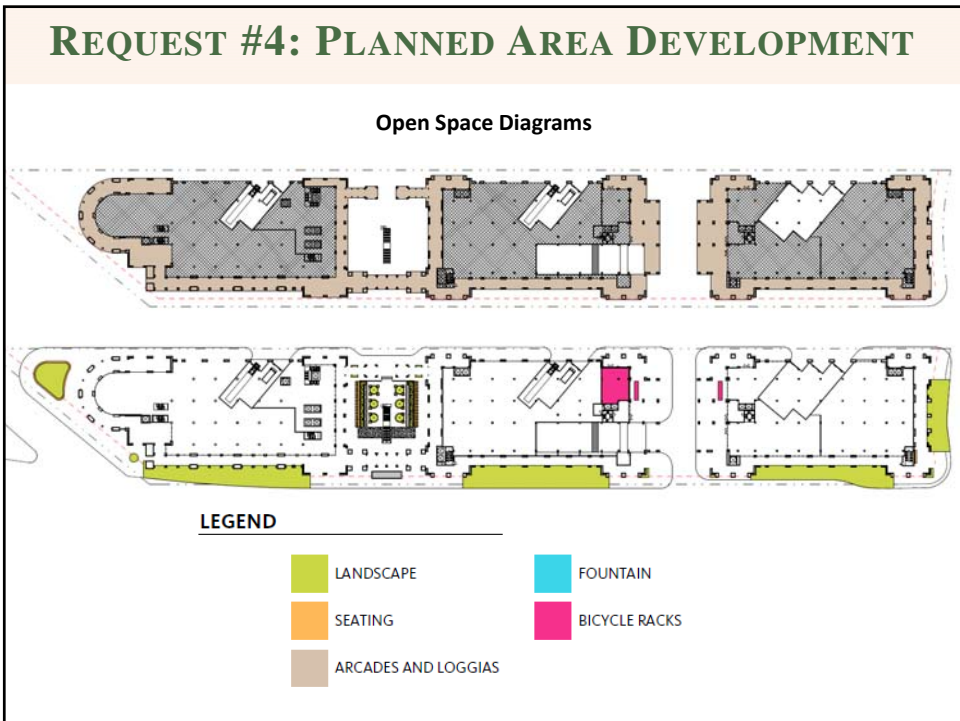 REQUEST #4: PLANNED AREA DEVELOPMENT
Open Space Diagrams
LEGEND
LANDSCAPE
FOUNTAIN
SEATING
BICYCLE RACKS
ARCADES AND LOGGIAS